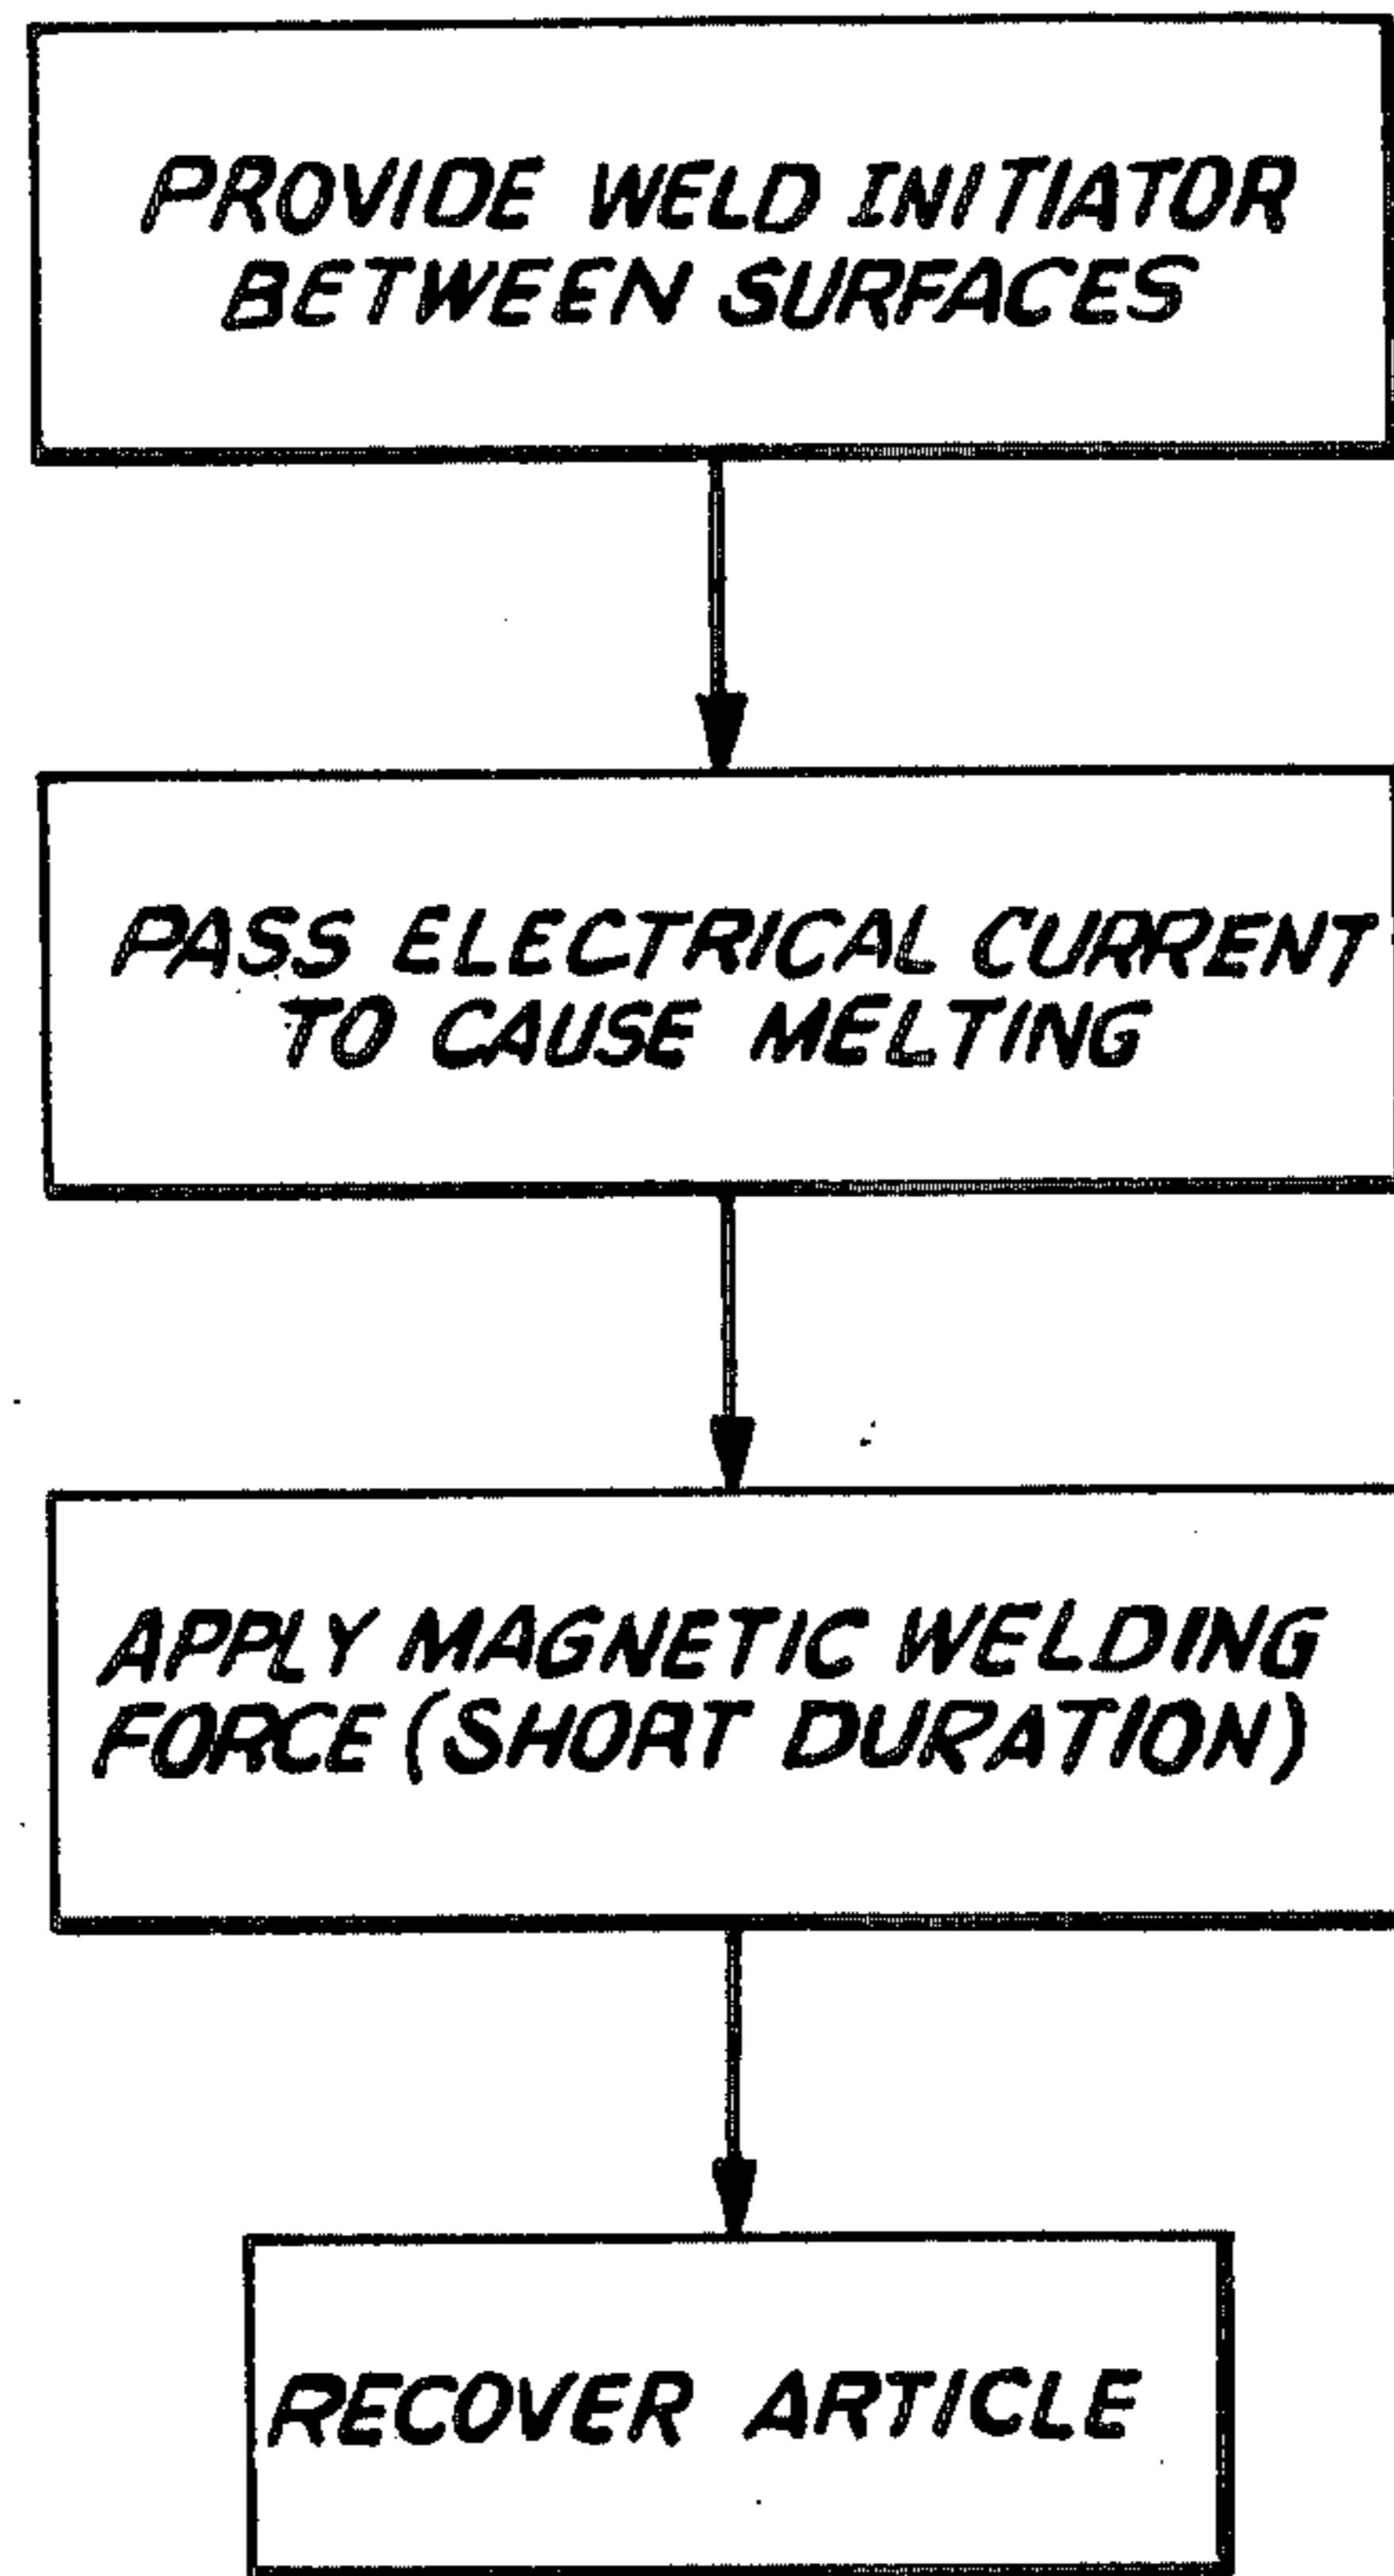 PROVIDE WELD INITIATOR
BETWEEN SURFACES
PASS ELECTRICAL CURRENT
TO CAUSE MELTING
APPLY MAGNETIC WELDING
FORCE (SHORT DURATION)
RECOVER ARTICLE